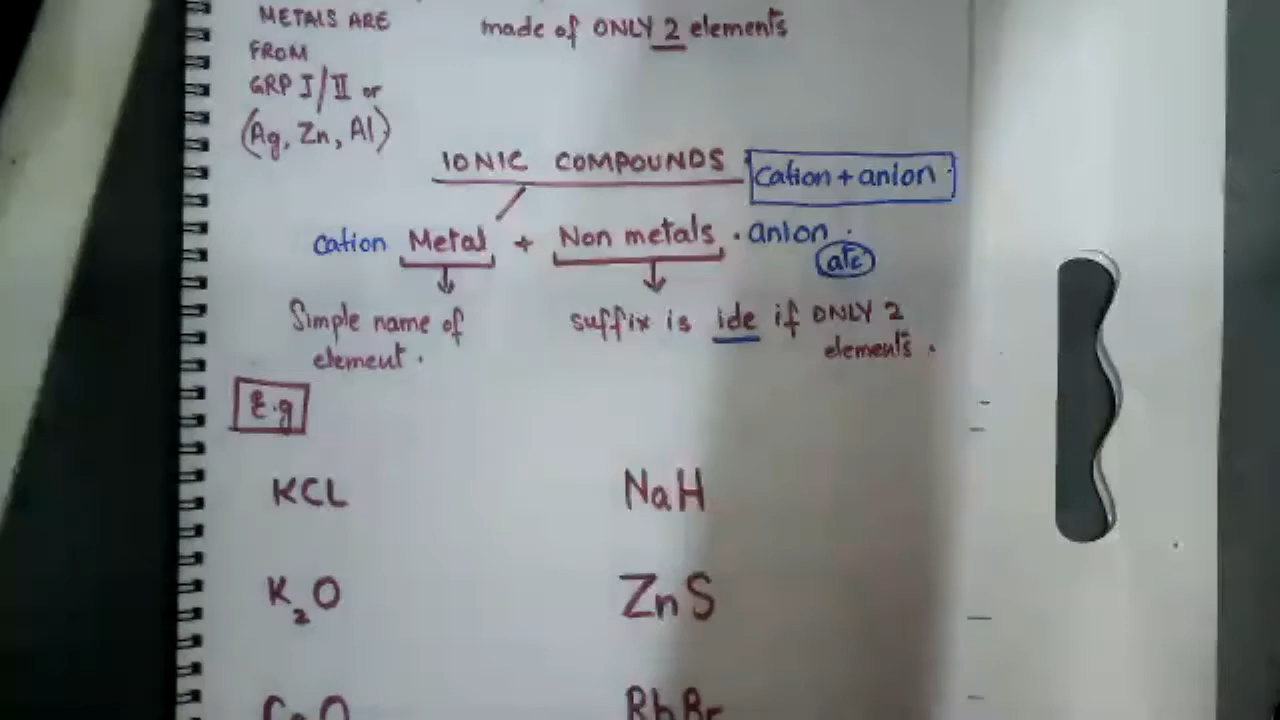 METALS ARE
FROM
GRP I/II or
(Ag, Zn, Al)
made of ONLY 2 elements
IONIC COMPOUNDS
Cation + anion
cation Metal + Non metals . anion .
ate
Simple name of
element .
suffix is ide if ONLY 2
elements .
E.g
KCL
NaH
K2O
ZnS
CaO
RbBr